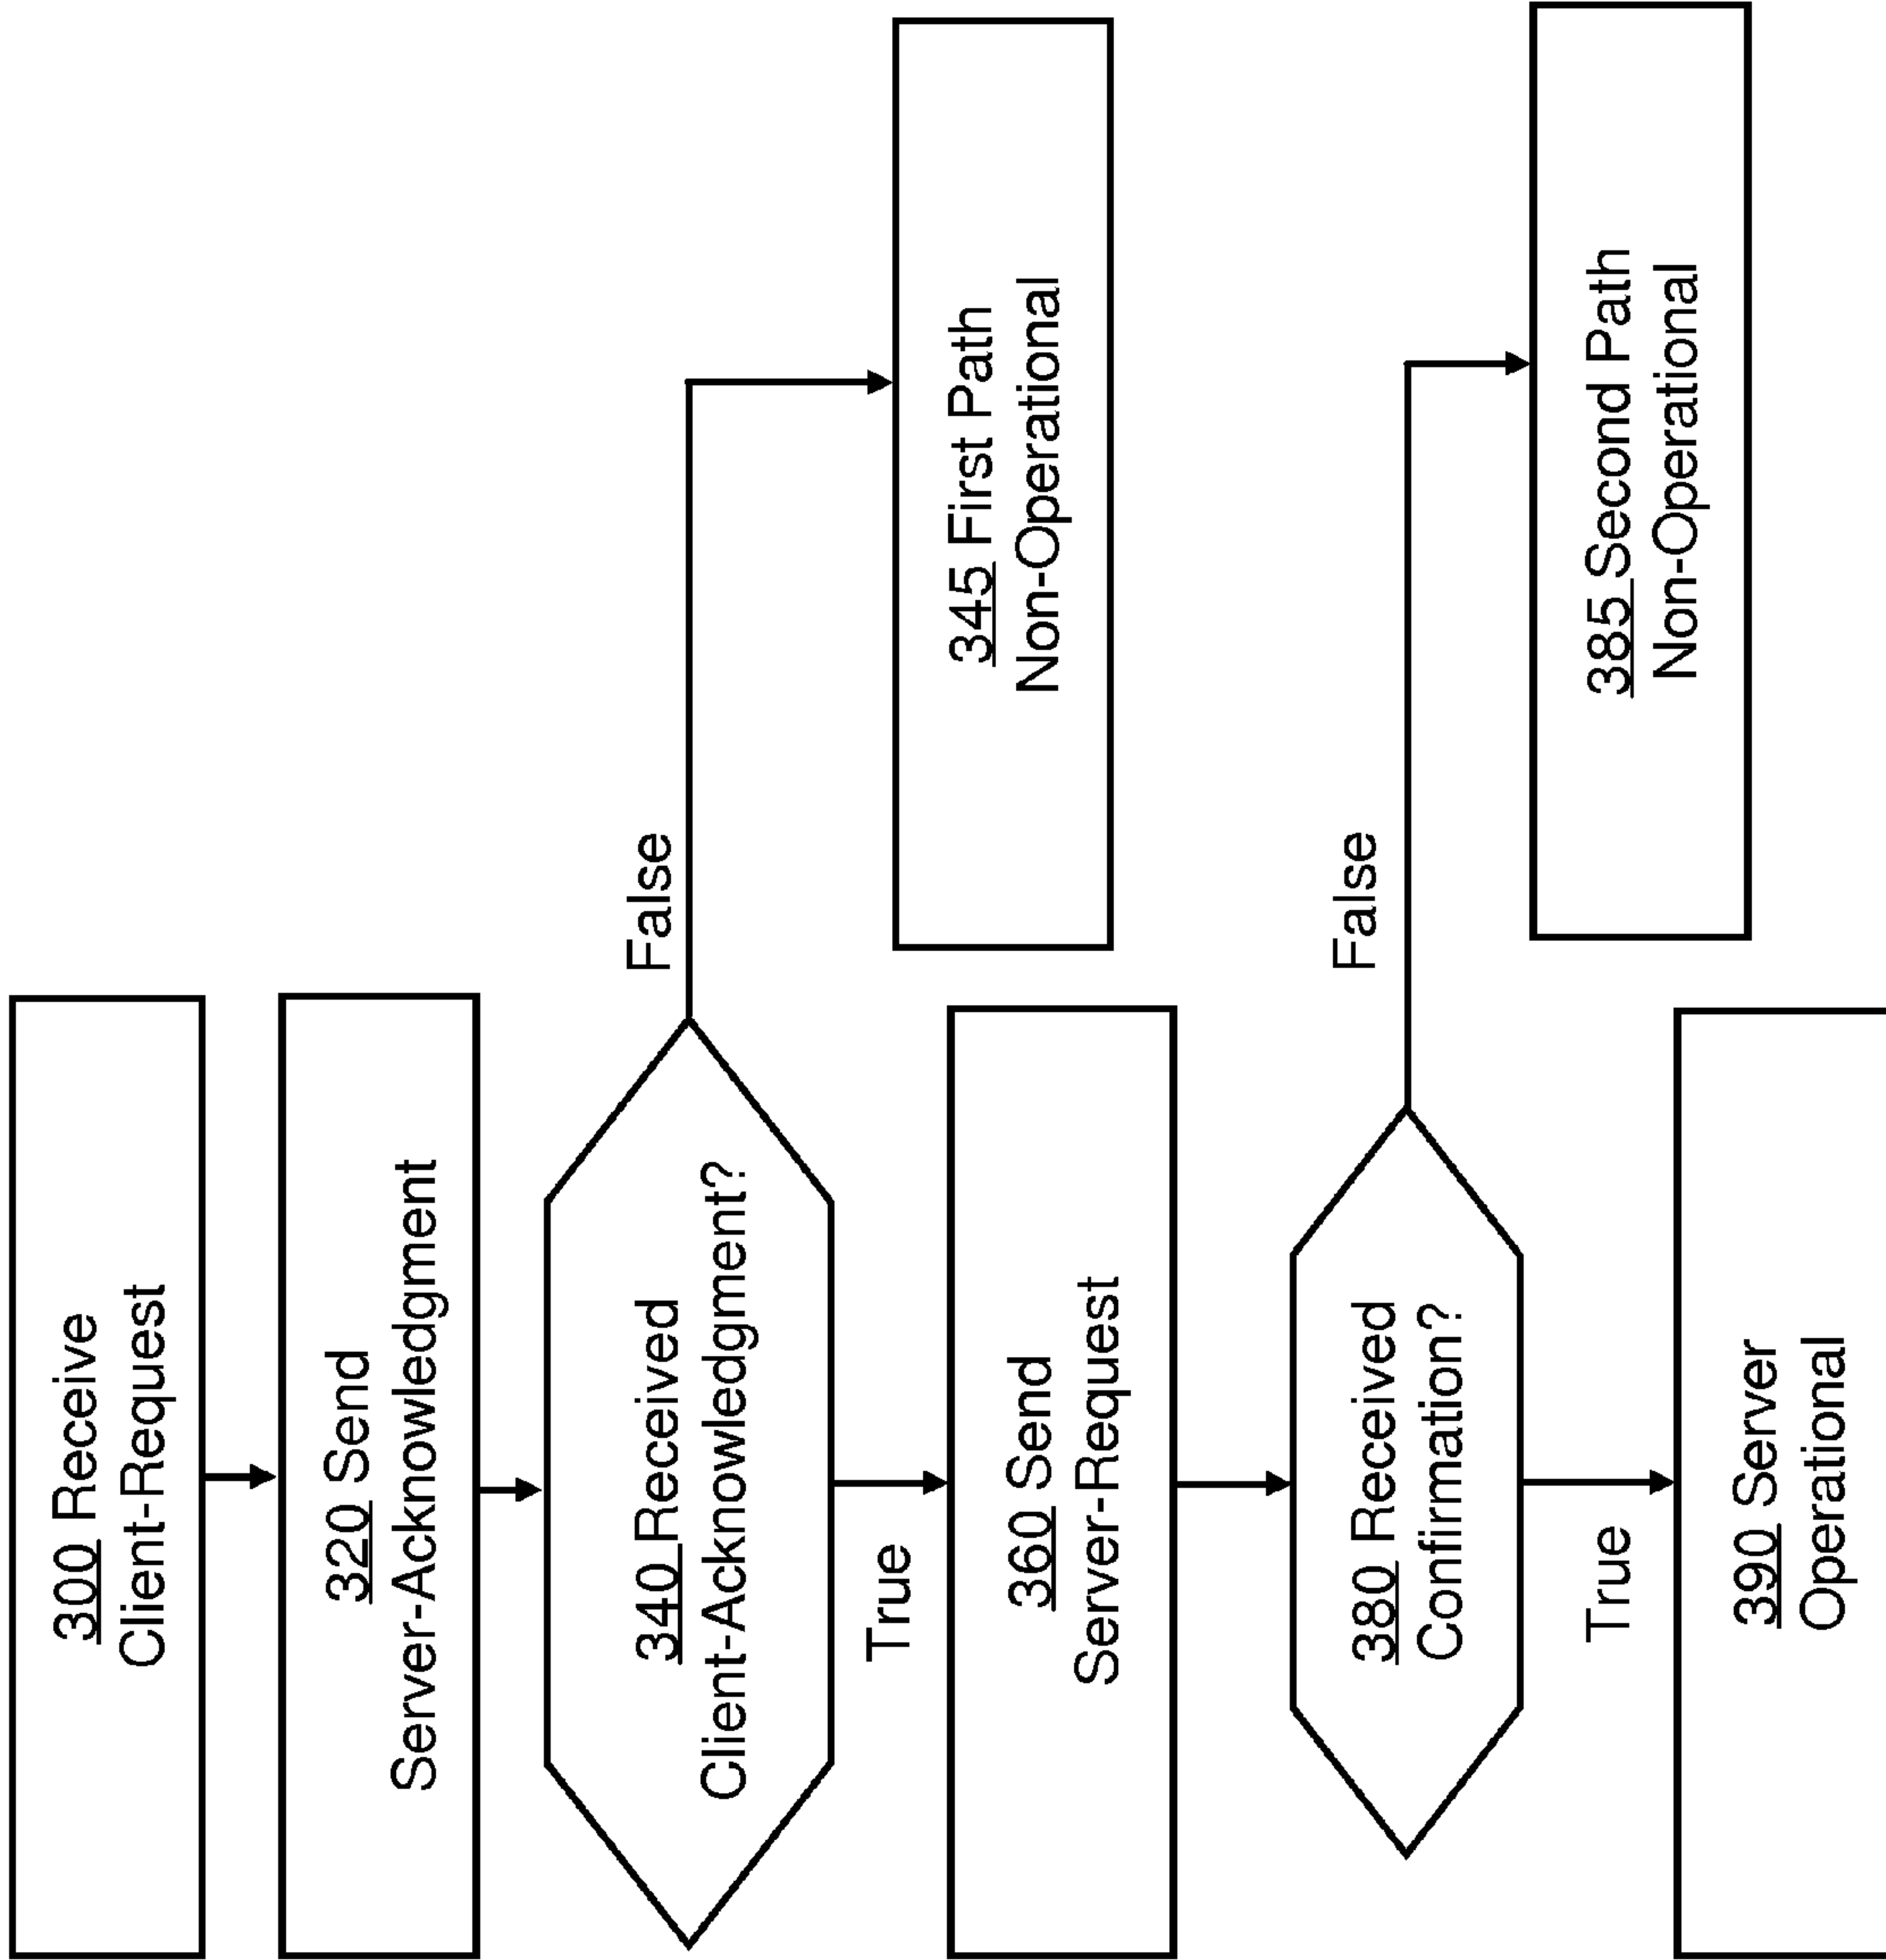 300 Receive
Client-Request
320 Send
Server-Acknowledgment
340 Received
Client-Acknowledgment?
False
345 First Path
Non-Operational
True
360 Send
Server-Request
380 Received
Confirmation?
False
385 Second Path
Non-Operational
True
390 Server
Operational